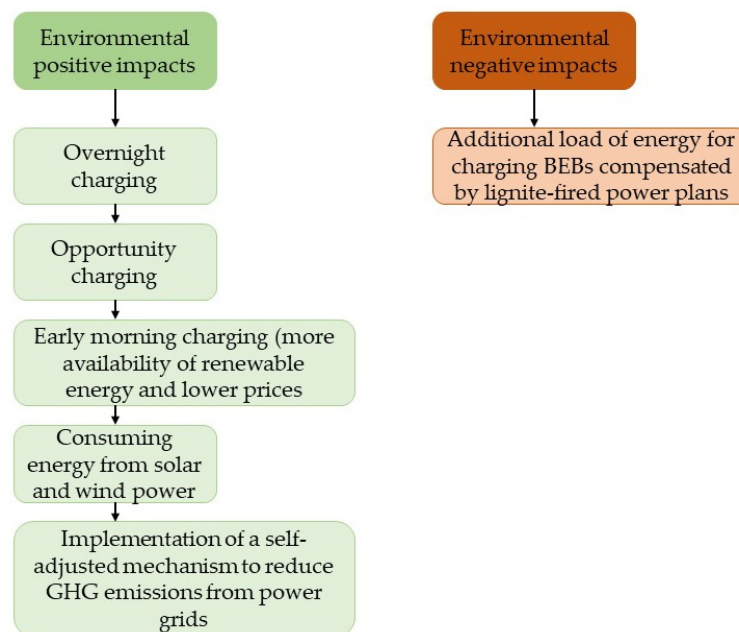 Environmental
positive impacts
Overnight
charging
Opportunity
charging
Early morning charging (more
availability of renewable
energy and lower prices
Consuming
energy from solar
and wind power
Implementation of a self-
adjusted mechanism to reduce
GHG emissions from power
grids
Environmental
negative impacts
Additional load of energy for
charging BEBs compensated
by lignite-fired power plans